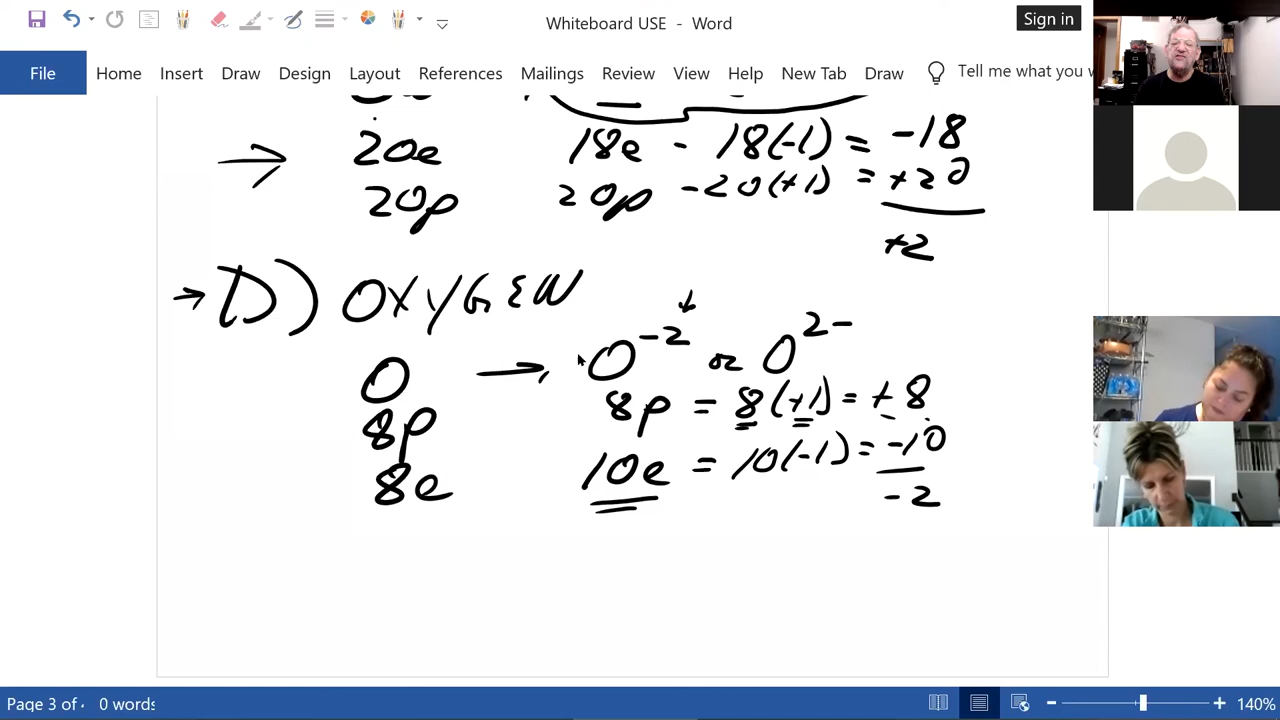 Whiteboard USE - Word
Sign in
File Home Insert Draw Design Layout References Mailings Review View Help New Tab Draw Tell me what you w
20e 18e - 18(-1) = -18
20p 20p - 20(+1) = +20
+2
→ D) OXYGEN
O → O⁻² or O²⁻
8p 8p = 8(+1) = +8
8e 10e = 10(-1) = -10
-2
Page 3 of 0 words 140%